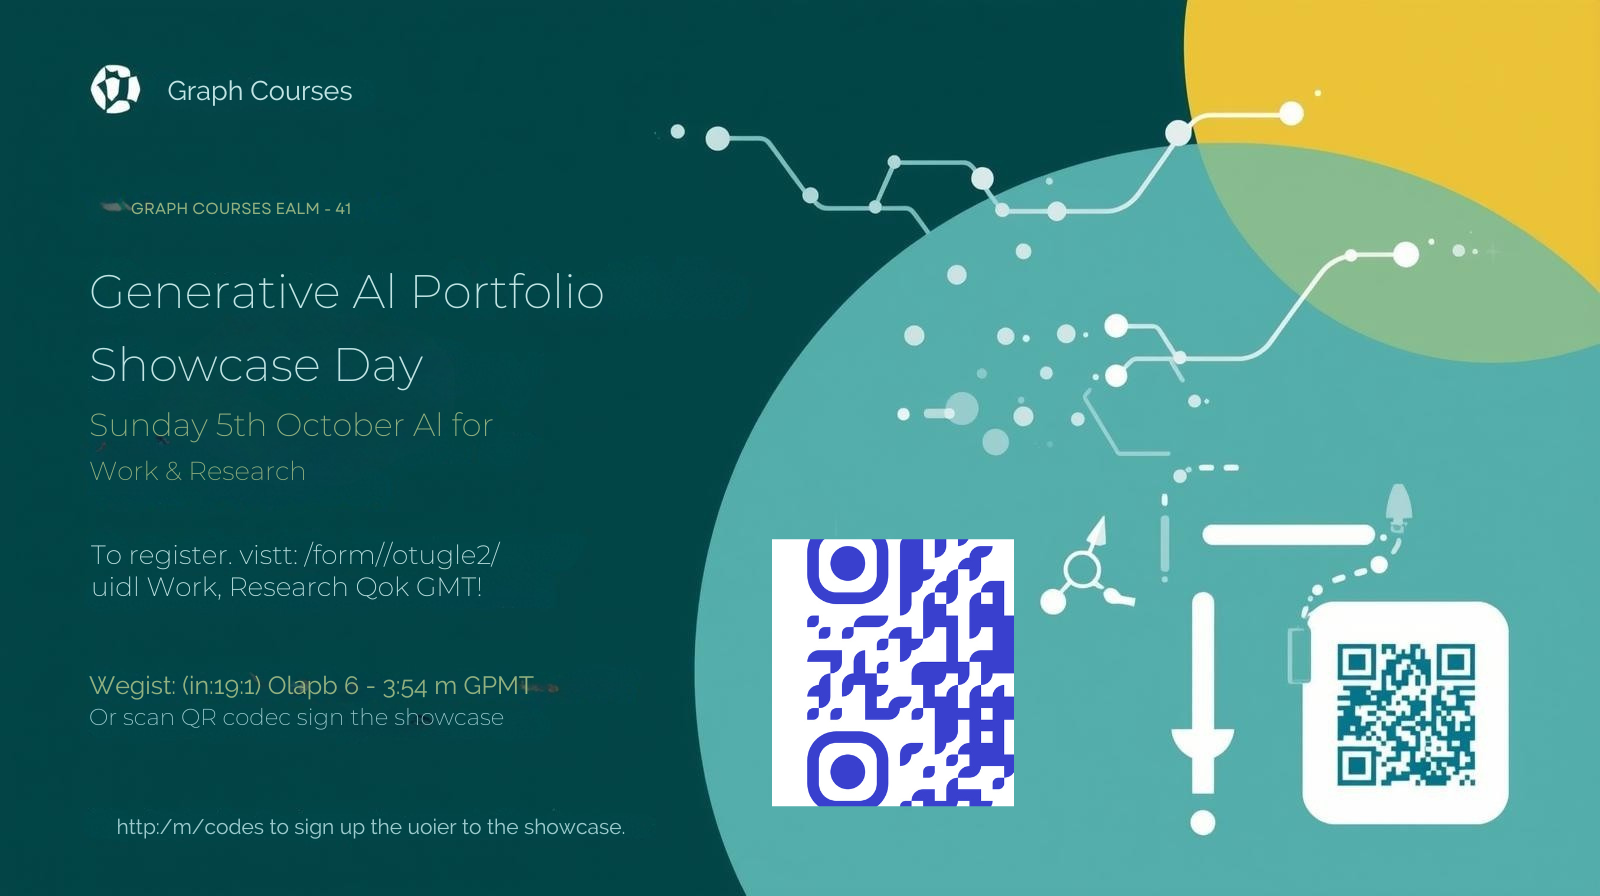 Graph Courses
GRAPH COURSES EALM - 41
Generative Al Portfolio
Showcase Day
Sunday 5th October Al for
Work & Research
To register. vistt: /form//otugle2/
uidl Work, Research Qok GMT!
Wegist: (in:19:1) Olapb 6 - 3:54 m GPMT
Or scan QR codec sign the showcase
http:/m/codes to sign up the uoier to the showcase.